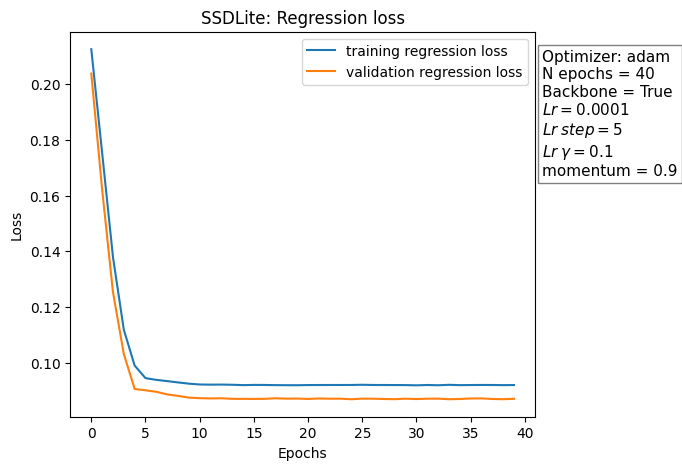 SSDLite: Regression loss
training regression loss
validation regression loss
Optimizer: adam
N epochs = 40
Backbone = True
Lr = 0.0001
Lr step = 5
Lr γ = 0.1
momentum = 0.9
Loss
0.20
0.18
0.16
0.14
0.12
0.10
0 5 10 15 20 25 30 35 40
Epochs